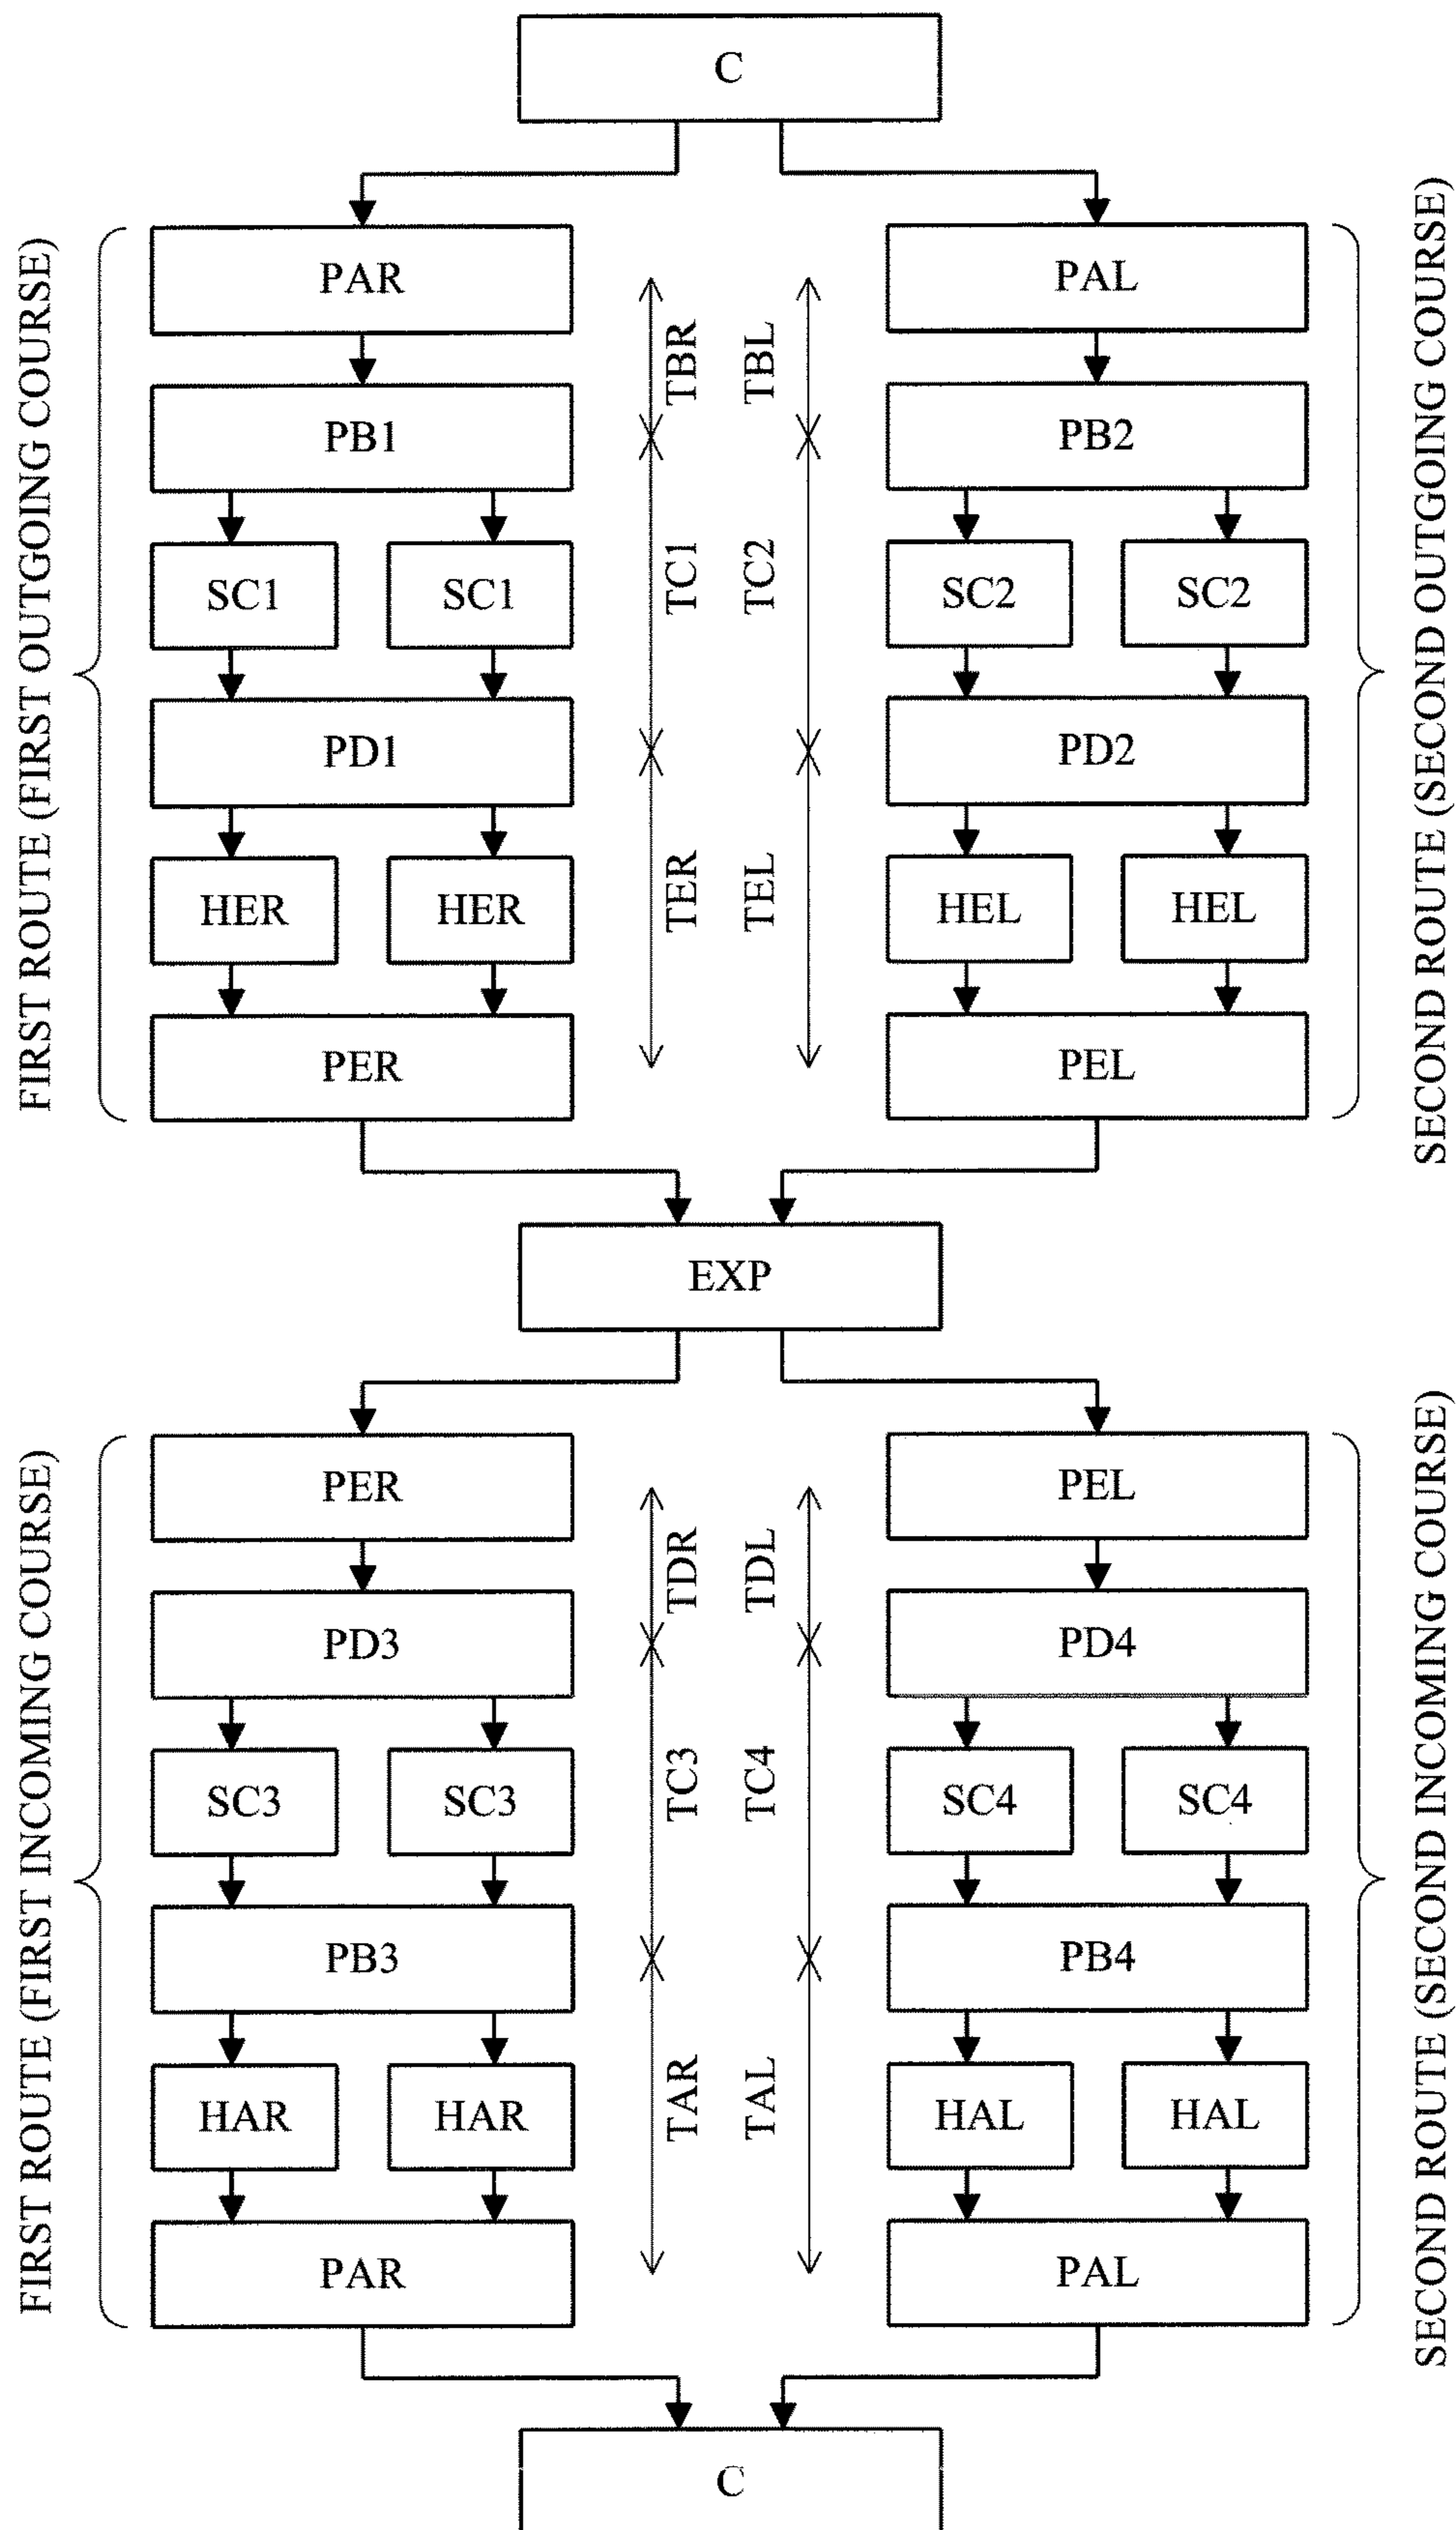 C
PAR
PAL
TBR
TBL
PB1
PB2
SC1
SC1
TC1
TC2
SC2
SC2
PD1
PD2
HER
HER
TER
TEL
HEL
HEL
PER
PEL
FIRST ROUTE (FIRST OUTGOING COURSE)
SECOND ROUTE (SECOND OUTGOING COURSE)
EXP
PER
PEL
TDR
TDL
PD3
PD4
SC3
SC3
TC3
TC4
SC4
SC4
PB3
PB4
HAR
HAR
TAR
TAL
HAL
HAL
PAR
PAL
FIRST ROUTE (FIRST INCOMING COURSE)
SECOND ROUTE (SECOND INCOMING COURSE)
C